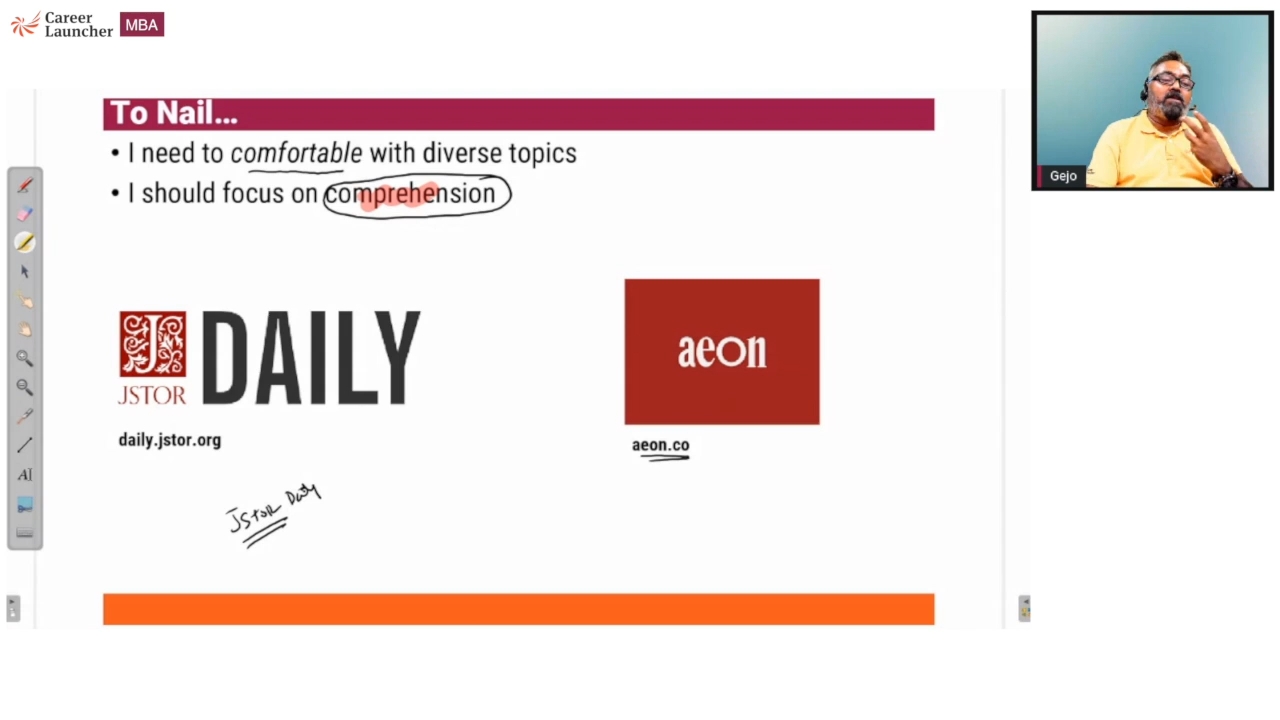 Career
Launcher
MBA
To Nail...
• I need to comfortable with diverse topics
• I should focus on comprehension
Gejo
J
JSTOR
DAILY
aeon
daily.jstor.org
aeon.co
JSTOR Daily
AI